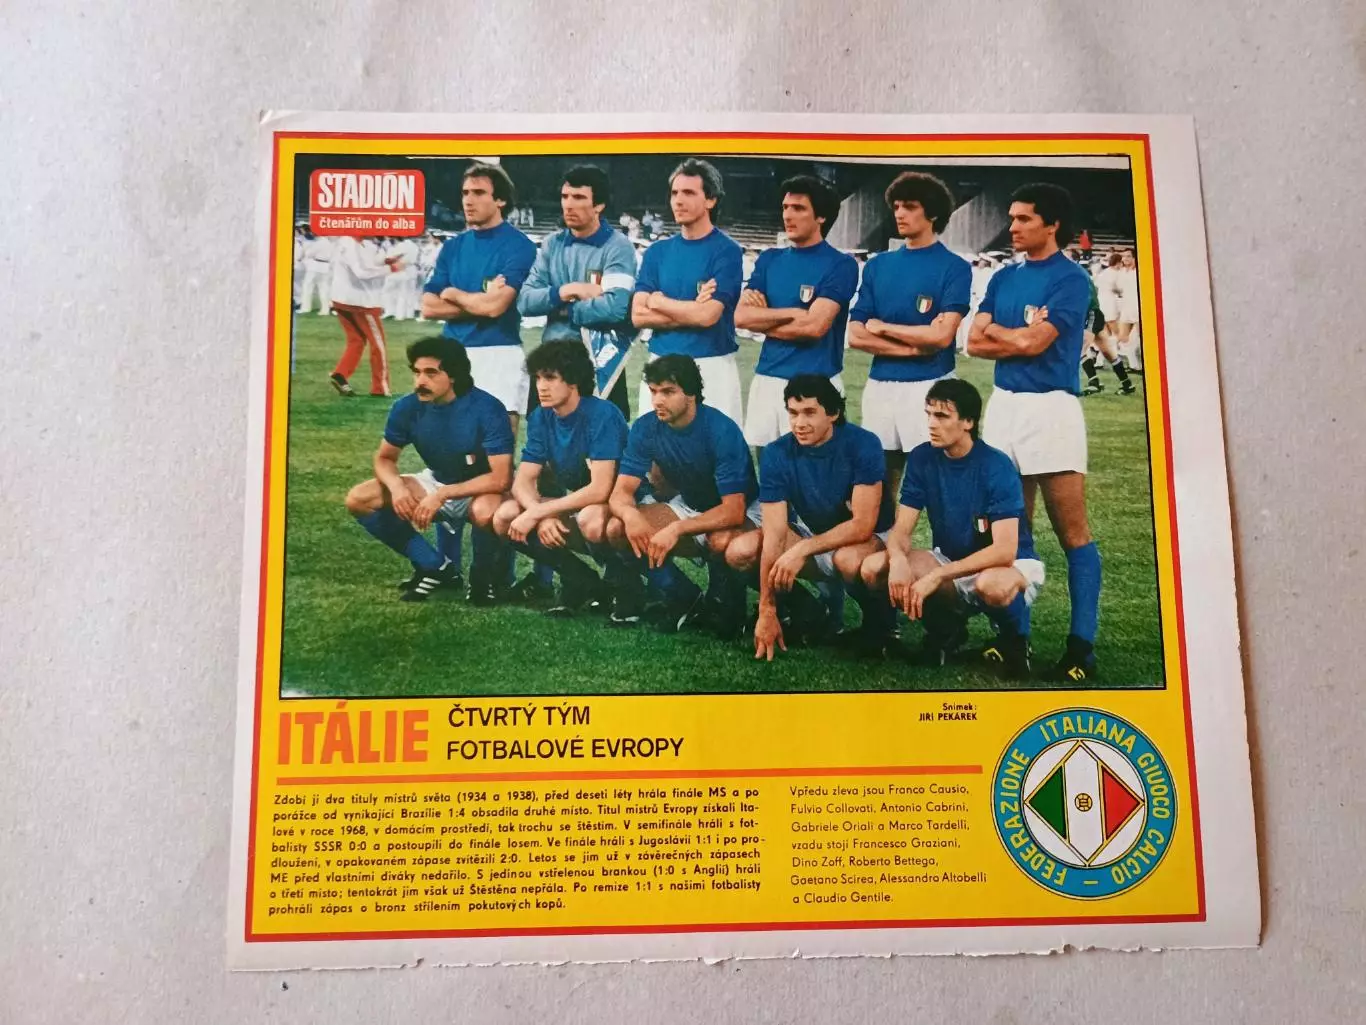 STADIÓN
čtenářům do alba
ITÁLIE
ČTVRTÝ TÝM
FOTBALOVÉ EVROPY
Snímek:
JIŘÍ PEKÁREK
Zdobí ji dva tituly mistrů světa (1934 a 1938), před deseti léty hrála finále MS a po
porážce od vynikající Brazílie 1:4 obsadila druhé místo. Titul mistrů Evropy získali Ita-
lové v roce 1968, v domácím prostředí, tak trochu se štěstím. V semifinále hráli s fot-
balisty SSSR 0:0 a postoupili do finále losem. Ve finále hráli s Jugoslávií 1:1 i po pro-
dloužení, v opakovaném zápase zvítězili 2:0. Letos se jim už v závěrečných zápasech
ME před vlastními diváky nedařilo. S jedinou vstřelenou brankou (1:0 s Anglií) hráli
o třetí místo; tentokrát jim však už Štěstěna nepřála. Po remize 1:1 s našimi fotbalisty
prohráli zápas o bronz střílením pokutových kopů.
Vpředu zleva jsou Franco Causio,
Fulvio Collovati, Antonio Cabrini,
Gabriele Oriali a Marco Tardelli,
vzadu stojí Francesco Graziani,
Dino Zoff, Roberto Bettega,
Gaetano Scirea, Alessandro Altobelli
a Claudio Gentile.
FEDERAZIONE ITALIANA GIUOCO CALCIO –